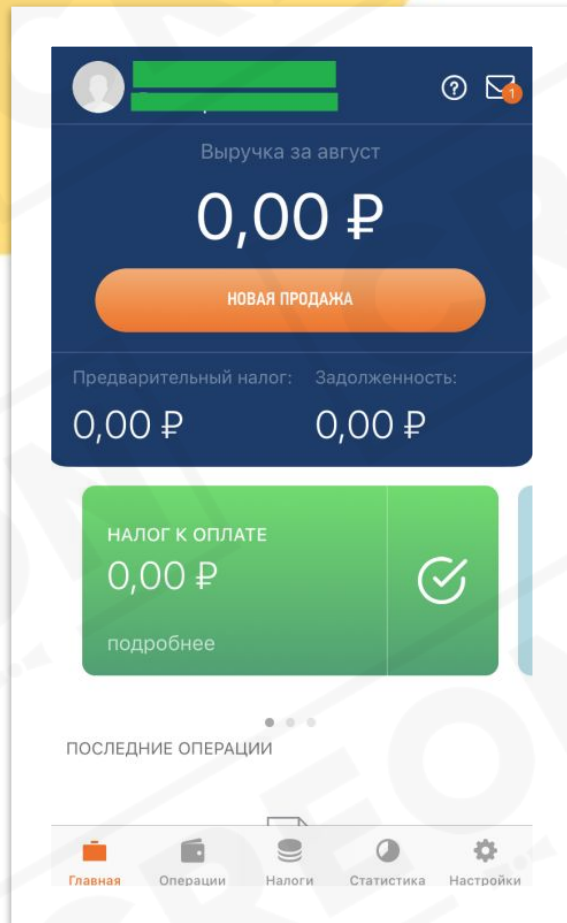 1
Выручка за август
0,00 ₽
НОВАЯ ПРОДАЖА
Предварительный налог: Задолженность:
0,00 ₽ 0,00 ₽
НАЛОГ К ОПЛАТЕ
0,00 ₽
подробнее
ПОСЛЕДНИЕ ОПЕРАЦИИ
Главная Операции Налоги Статистика Настройки